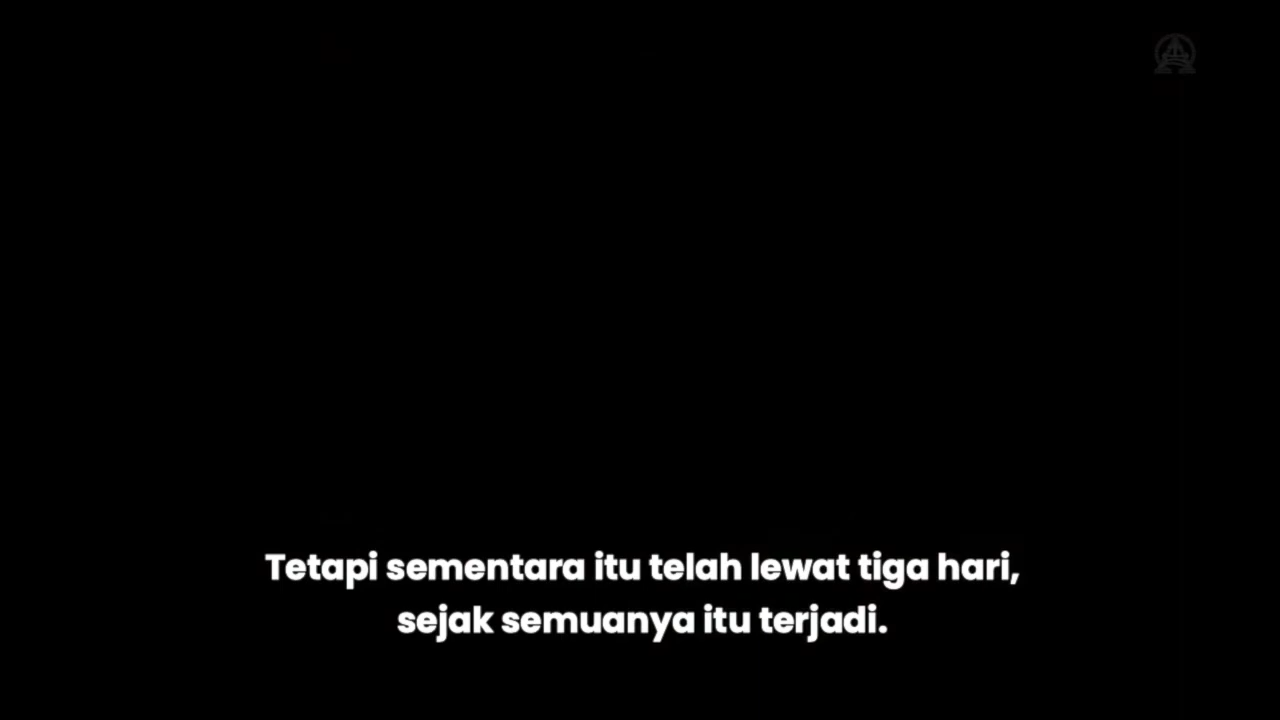 Tetapi sementara itu telah lewat tiga hari,
sejak semuanya itu terjadi.